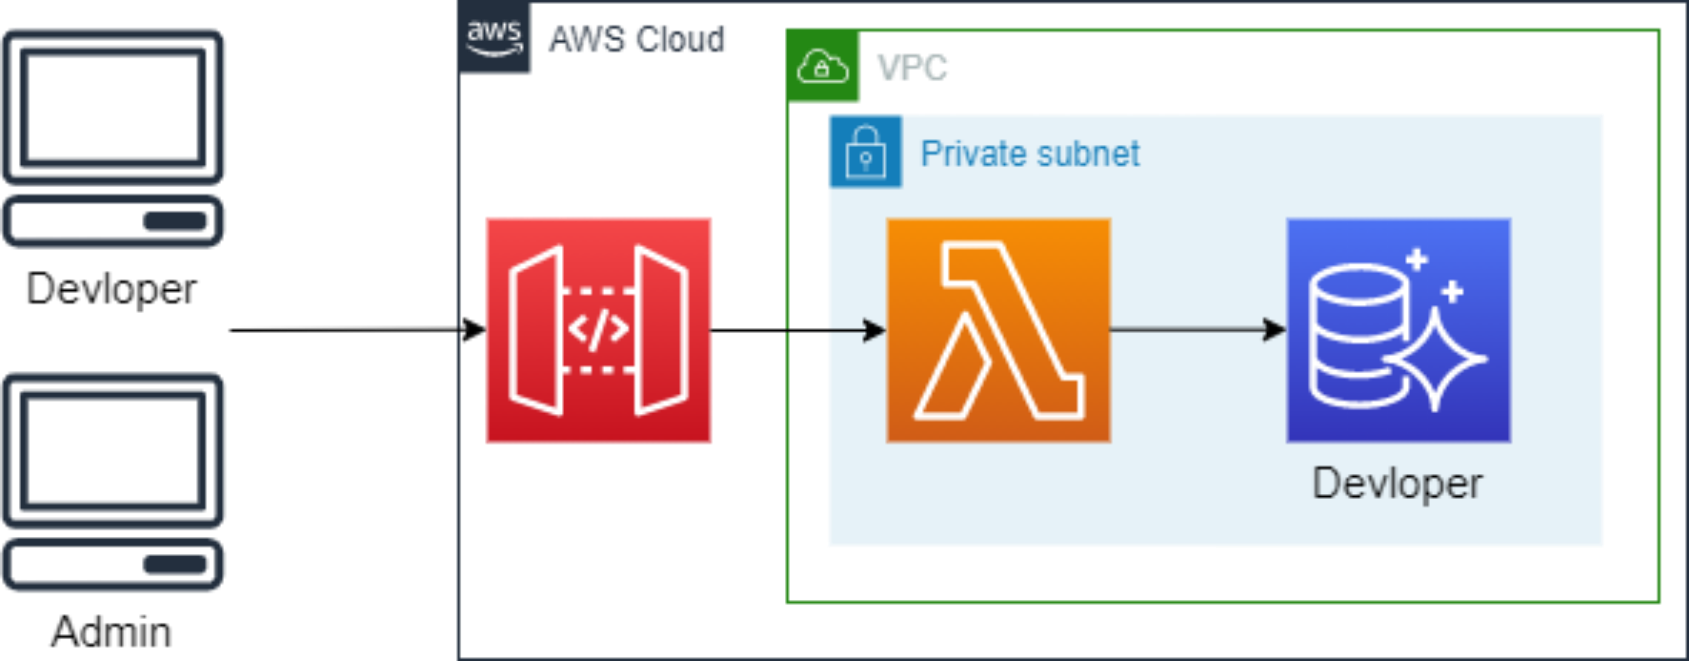 aws
AWS Cloud
VPC
Private subnet
Devloper
</>
Devloper
Admin